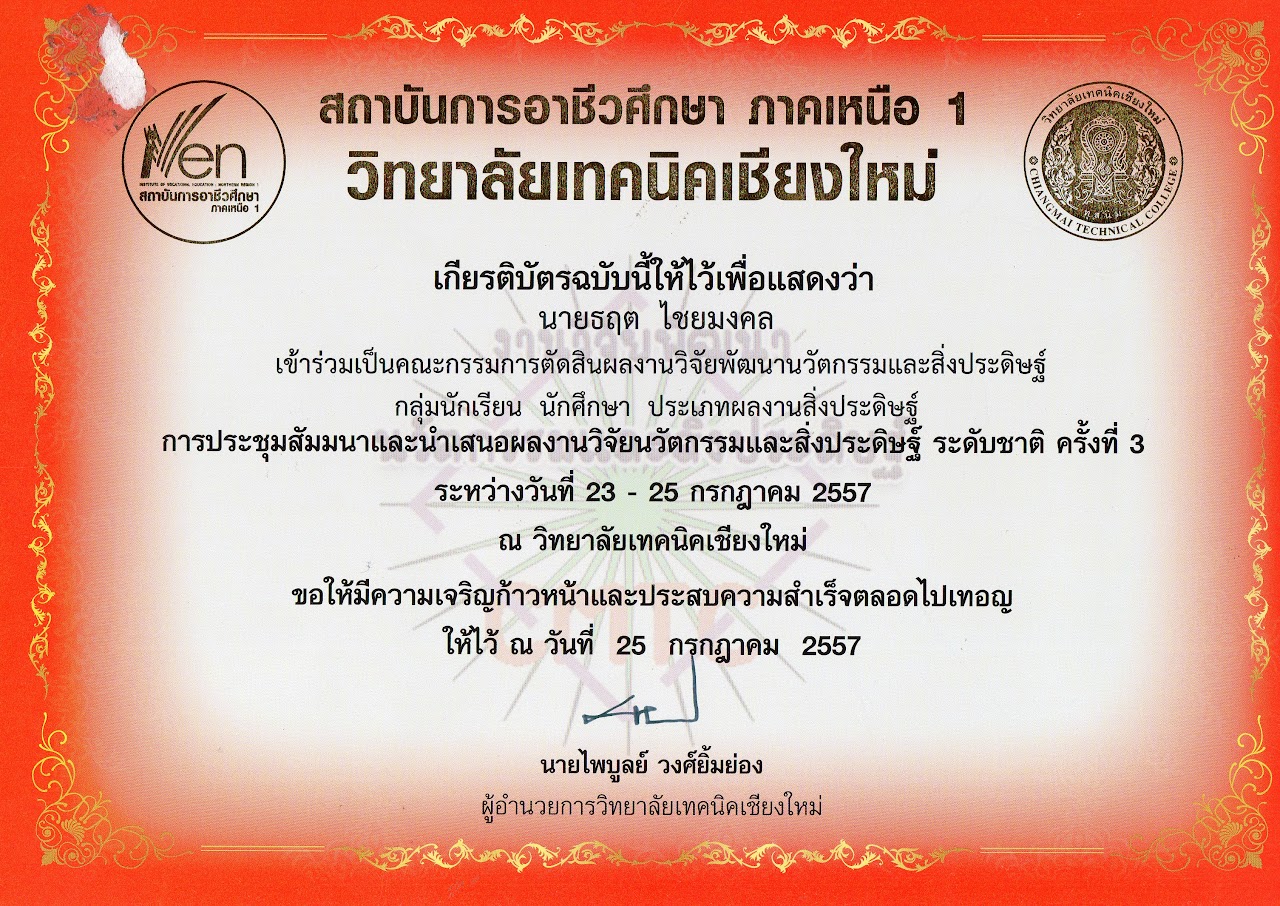 สถาบันการอาชีวศึกษา ภาคเหนือ 1
วิทยาลัยเทคนิคเชียงใหม่
Ven
INSTITUTE OF VOCATIONAL EDUCATION : NORTHERN REGION 1
สถาบันการอาชีวศึกษา
ภาคเหนือ 1
วิทยาลัยเทคนิคเชียงใหม่
CHIANGMAI TECHNICAL COLLEGE
เกียรติบัตรฉบับนี้ให้ไว้เพื่อแสดงว่า
นายธฤต ไชยมงคล
เข้าร่วมเป็นคณะกรรมการตัดสินผลงานวิจัยพัฒนานวัตกรรมและสิ่งประดิษฐ์
กลุ่มนักเรียน นักศึกษา ประเภทผลงานสิ่งประดิษฐ์
การประชุมสัมมนาและนำเสนอผลงานวิจัยนวัตกรรมและสิ่งประดิษฐ์ ระดับชาติ ครั้งที่ 3
ระหว่างวันที่ 23 - 25 กรกฎาคม 2557
ณ วิทยาลัยเทคนิคเชียงใหม่
ขอให้มีความเจริญก้าวหน้าและประสบความสำเร็จตลอดไปเทอญ
ให้ไว้ ณ วันที่ 25 กรกฎาคม 2557
นายไพบูลย์ วงศ์ยิ้มย่อง
ผู้อำนวยการวิทยาลัยเทคนิคเชียงใหม่